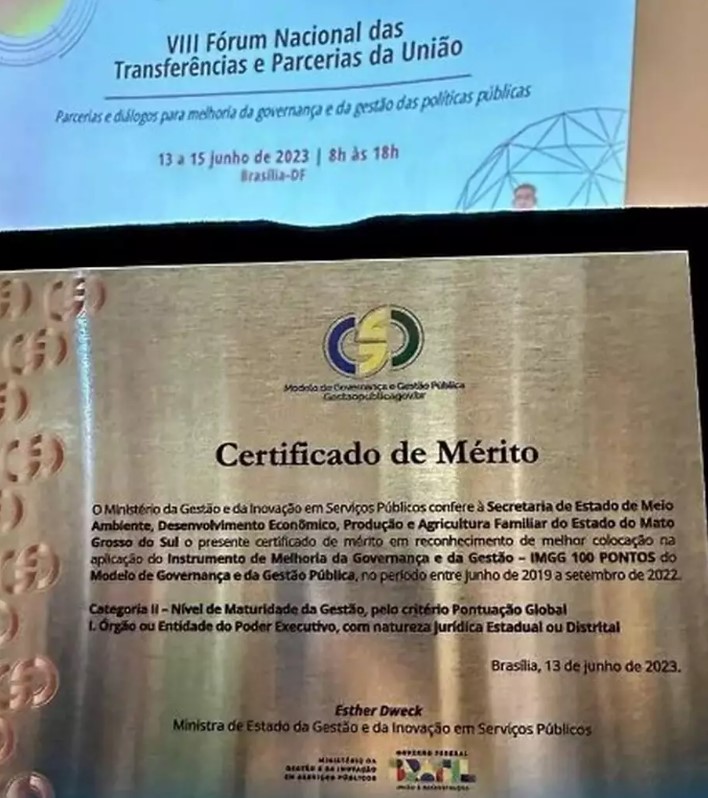 VIII Fórum Nacional das
Transferências e Parcerias da União
Parcerias e diálogos para melhoria da governança e da gestão das políticas públicas
13 a 15 junho de 2023 | 8h às 18h
Brasília-DF
Modelo de Governança e Gestão Pública
Gestaopublica.gov.br
Certificado de Mérito
O Ministério da Gestão e da Inovação em Serviços Públicos confere à Secretaria de Estado de Meio
Ambiente, Desenvolvimento Econômico, Produção e Agricultura Familiar do Estado do Mato
Grosso do Sul o presente certificado de mérito em reconhecimento de melhor colocação na
aplicação do Instrumento de Melhoria da Governança e da Gestão – IMGG 100 PONTOS do
Modelo de Governança e da Gestão Pública, no período entre junho de 2019 a setembro de 2022.
Categoria II – Nível de Maturidade da Gestão, pelo critério Pontuação Global
I. Órgão ou Entidade do Poder Executivo, com natureza jurídica Estadual ou Distrital
Brasília, 13 de junho de 2023.
Esther Dweck
Ministra de Estado da Gestão e da Inovação em Serviços Públicos
MINISTÉRIO DA
GESTÃO E DA INOVAÇÃO
EM SERVIÇOS PÚBLICOS
GOVERNO FEDERAL
BRASIL
UNIÃO E RECONSTRUÇÃO